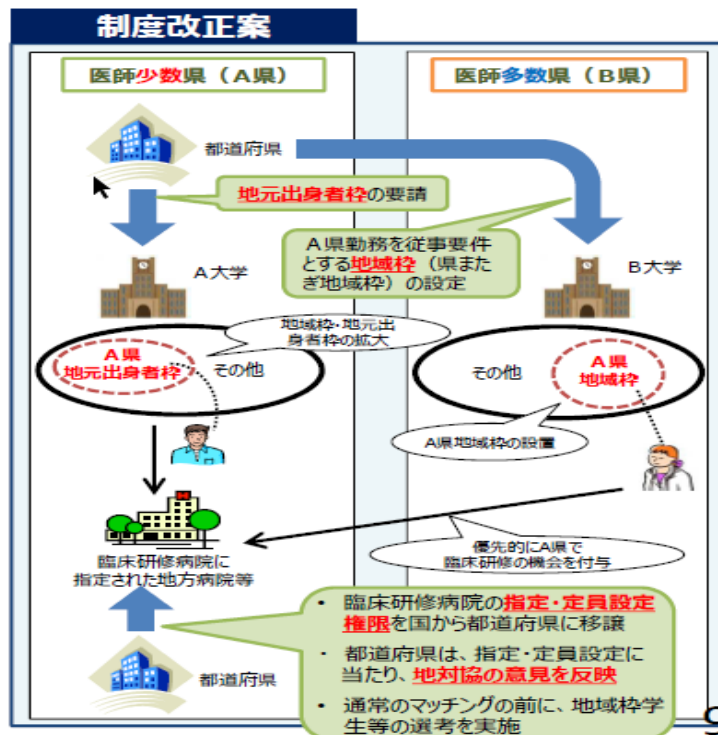 制度改正案
医師少数県（A県）
医師多数県（B県）
都道府県
地元出身者枠の要請
A県勤務を従事要件
とする地域枠（県また
ぎ地域枠）の設定
A大学
B大学
地域枠・地元出
身者枠の拡大
A県
地元出身者枠
その他
その他
A県
地域枠
A県地域枠の設置
H
臨床研修病院に
指定された地方病院等
優先的にA県で
臨床研修の機会を付与
都道府県
・ 臨床研修病院の指定・定員設定
権限を国から都道府県に移譲
・ 都道府県は、指定・定員設定に
当たり、地対協の意見を反映
・ 通常のマッチングの前に、地域枠学
生等の選考を実施
9